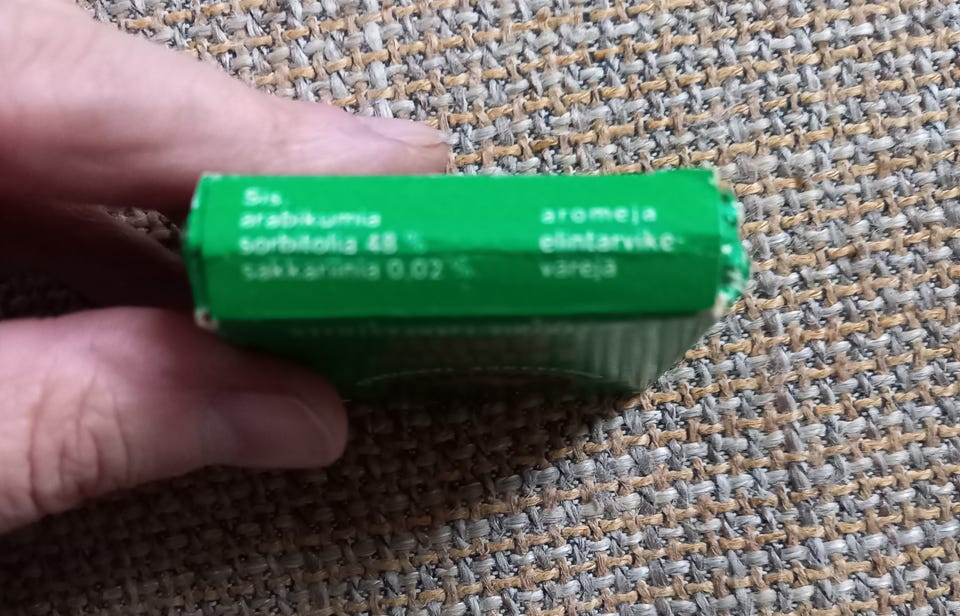 Sis.
arabikumia
sorbitolia 48 %
sakkariinia 0,02 %
aromeja
elintarvike-
värejä